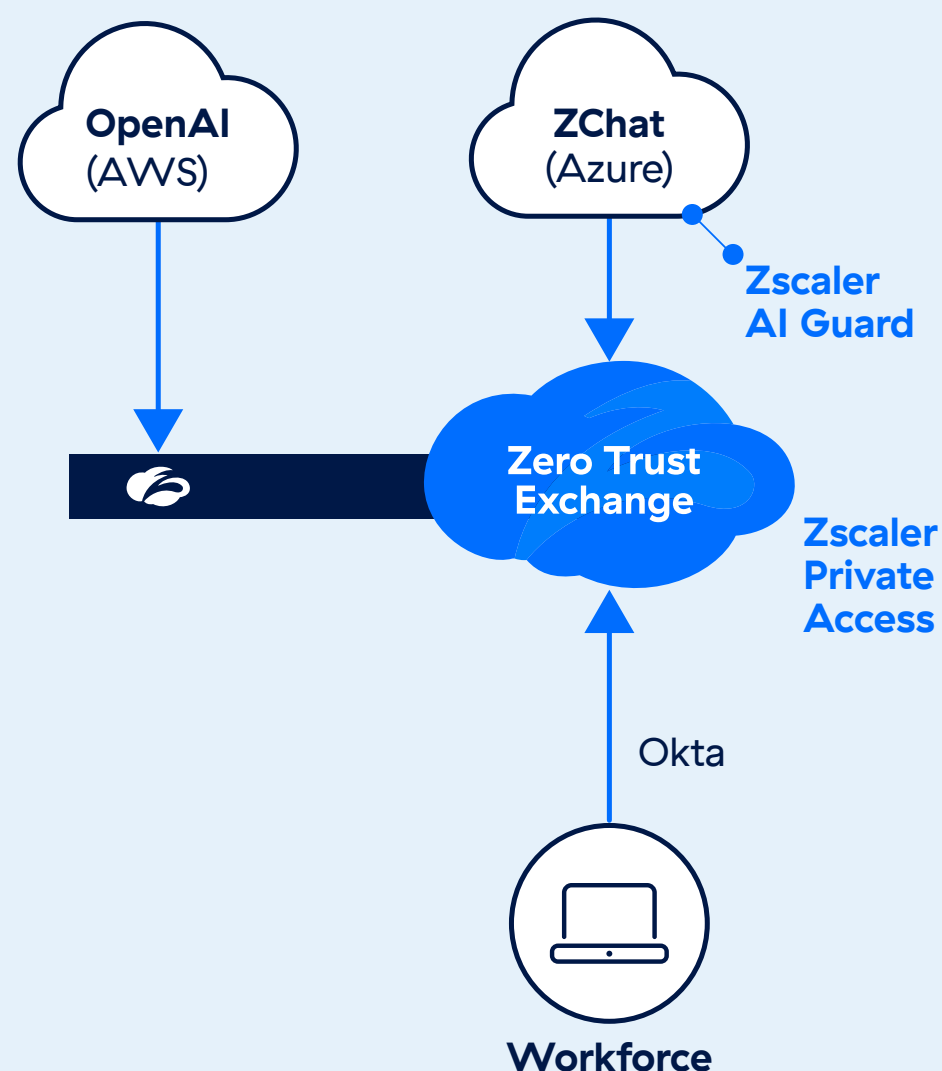 OpenAI
(AWS)
ZChat
(Azure)
Zscaler
AI Guard
Zero Trust
Exchange
Zscaler
Private
Access
Okta
Workforce